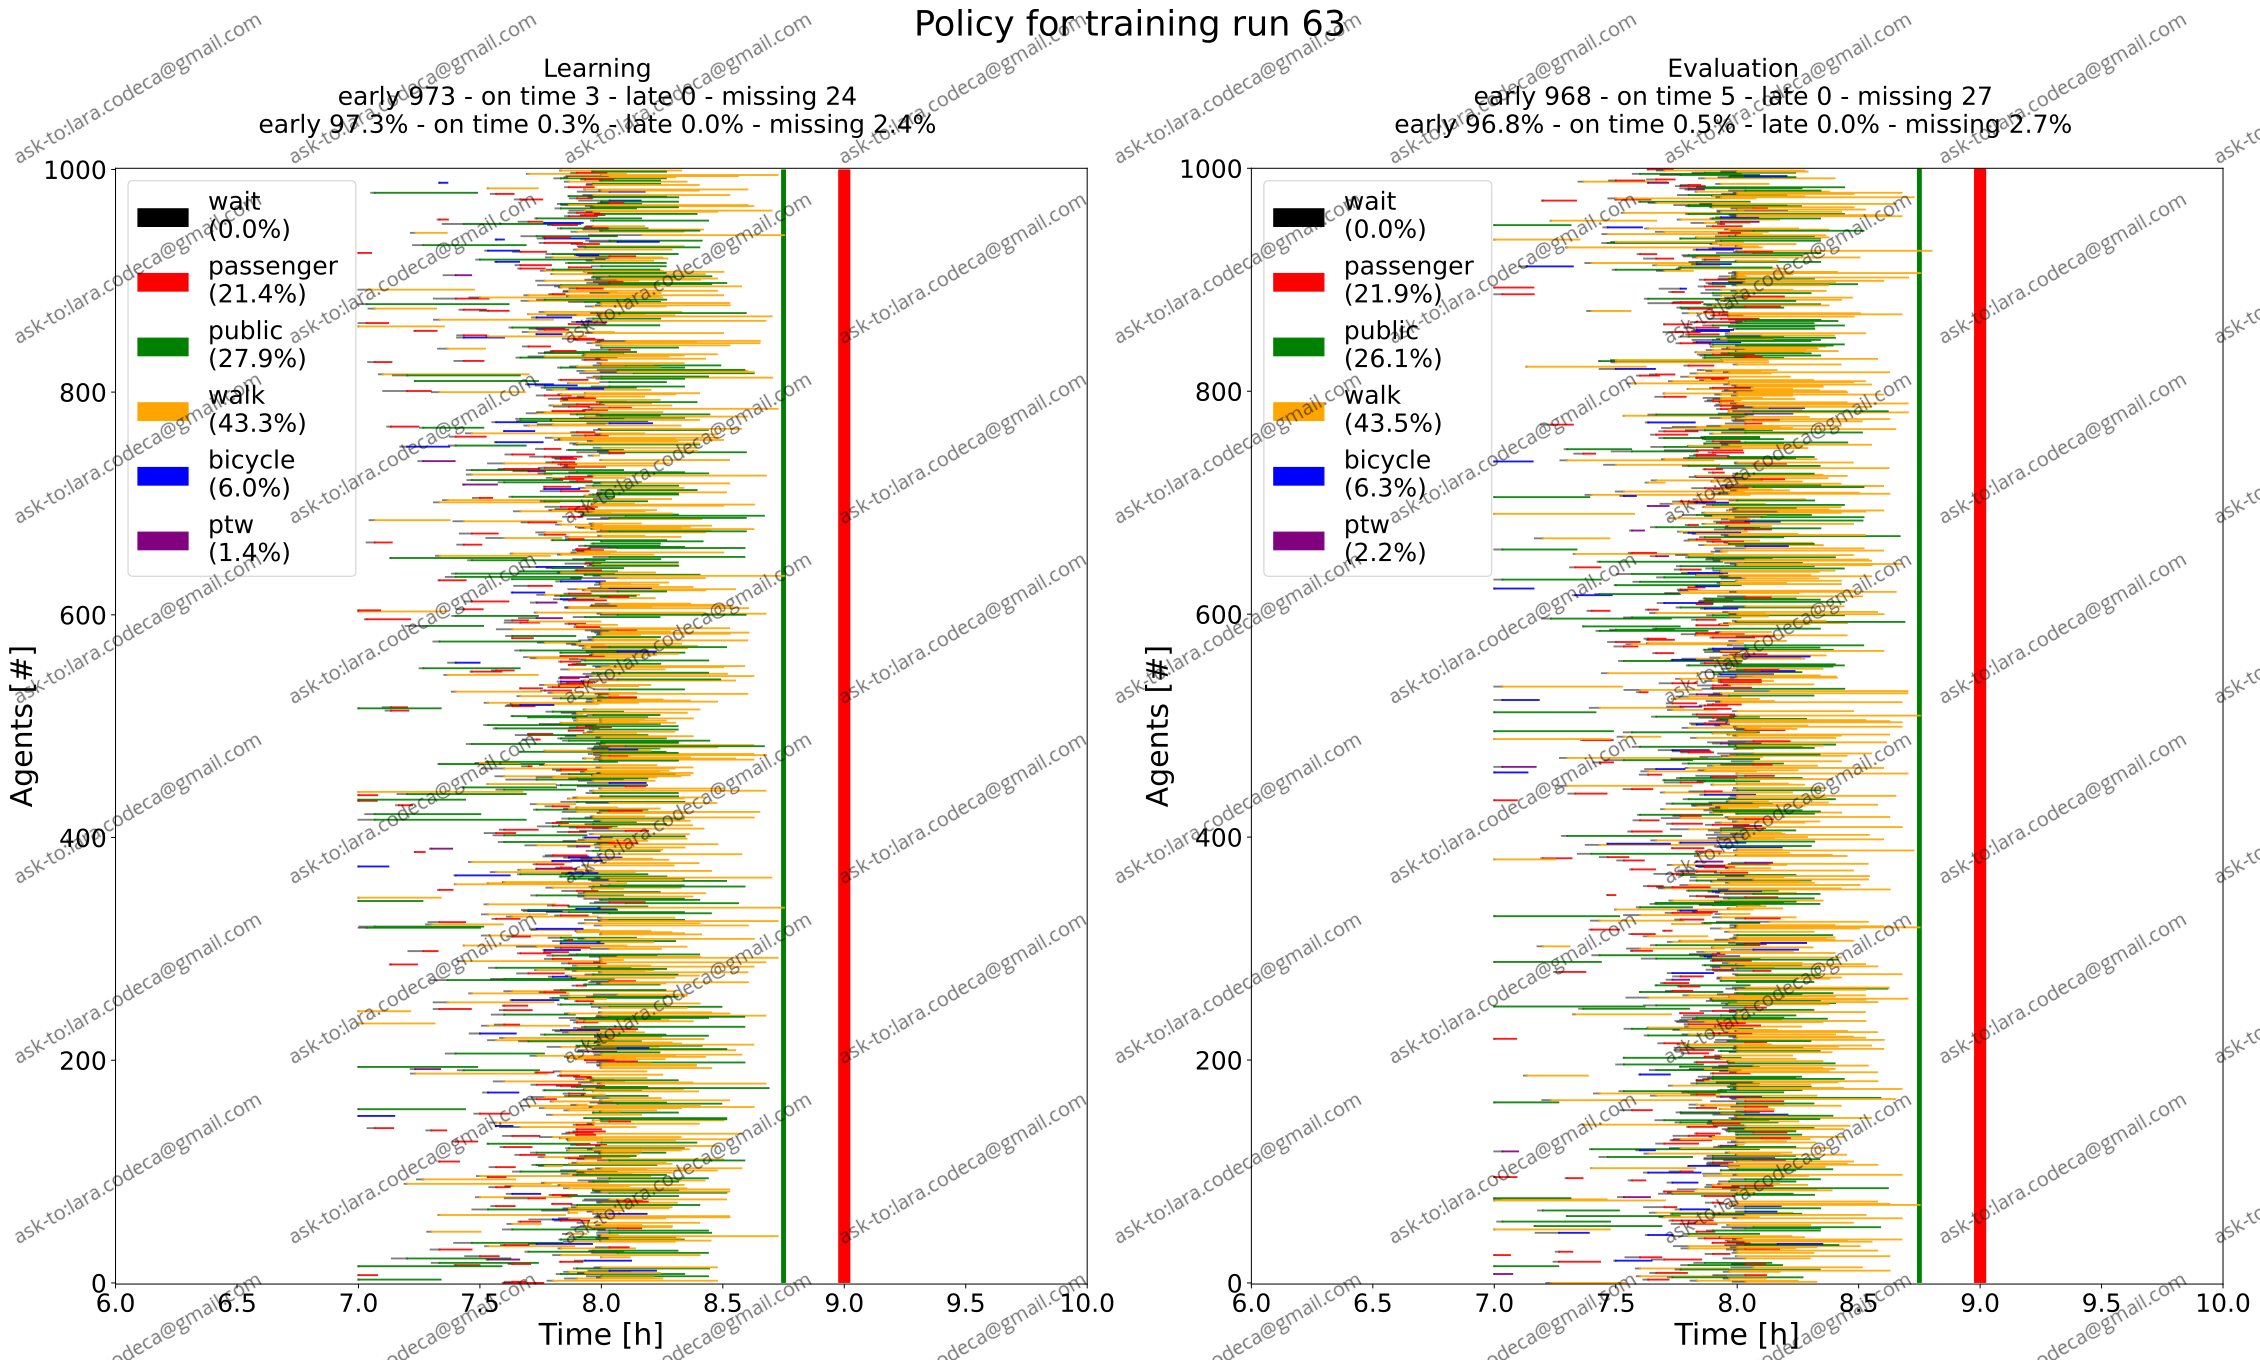 Policy for training run 63
Learning
early 973 - on time 3 - late 0 - missing 24
early 97.3% - on time 0.3% - late 0.0% - missing 2.4%
1000
800
600
400
200
0
Agents [#]
wait
(0.0%)
passenger
(21.4%)
public
(27.9%)
walk
(43.3%)
bicycle
(6.0%)
ptw
(1.4%)
6.0 6.5 7.0 7.5 8.0 8.5 9.0 9.5 10.0
Time [h]
Evaluation
early 968 - on time 5 - late 0 - missing 27
early 96.8% - on time 0.5% - late 0.0% - missing 2.7%
1000
800
600
400
200
0
Agents [#]
wait
(0.0%)
passenger
(21.9%)
public
(26.1%)
walk
(43.5%)
bicycle
(6.3%)
ptw
(2.2%)
6.0 6.5 7.0 7.5 8.0 8.5 9.0 9.5 10.0
Time [h]
ask-to:lara.codeca@gmail.com